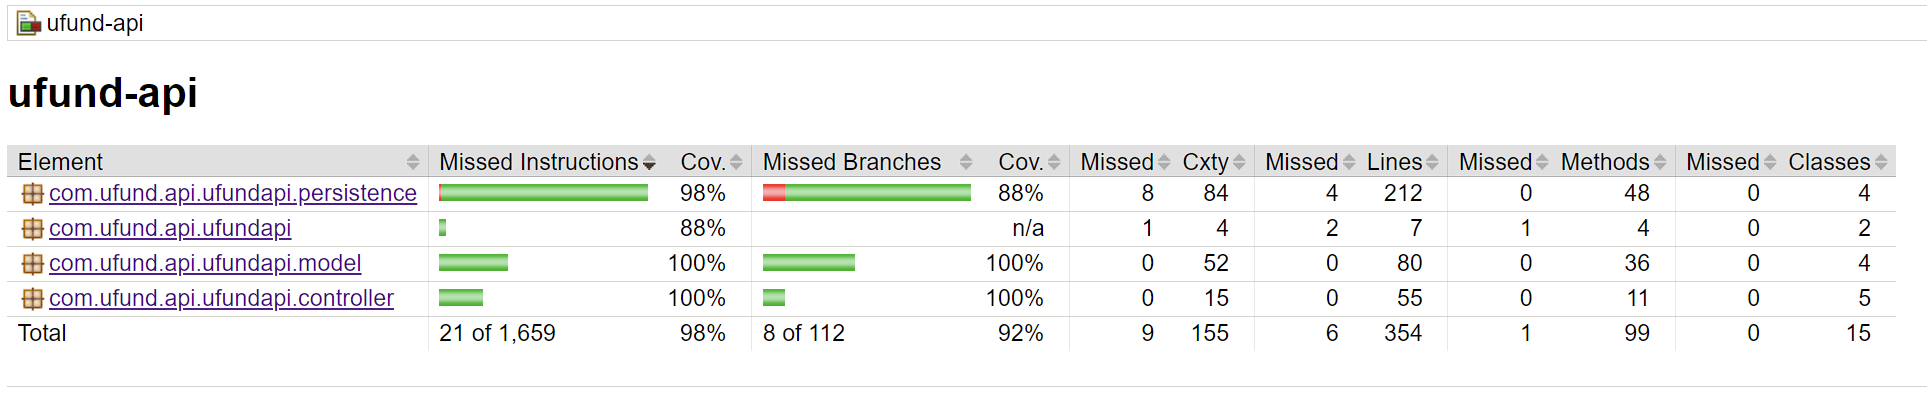 ufund-api
ufund-api
Element Missed Instructions Cov. Missed Branches Cov. Missed Cxty Missed Lines Missed Methods Missed Classes
com.ufund.api.ufundapi.persistence 98% 88% 8 84 4 212 0 48 0 4
com.ufund.api.ufundapi 88% n/a 1 4 2 7 1 4 0 2
com.ufund.api.ufundapi.model 100% 100% 0 52 0 80 0 36 0 4
com.ufund.api.ufundapi.controller 100% 100% 0 15 0 55 0 11 0 5
Total 21 of 1,659 98% 8 of 112 92% 9 155 6 354 1 99 0 15